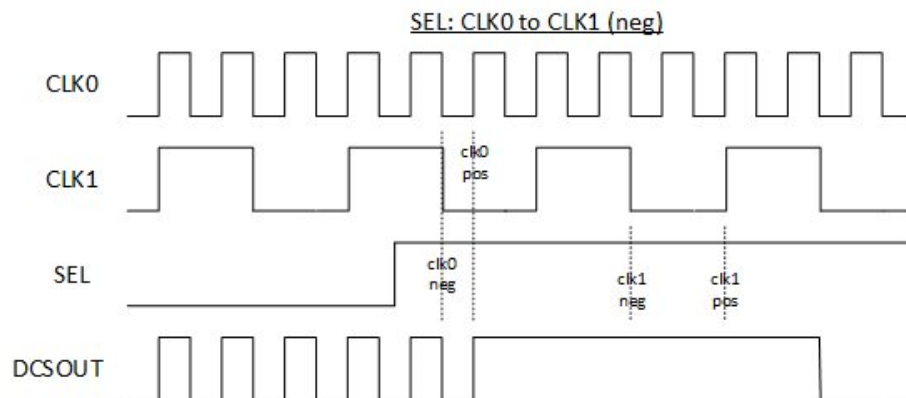 SEL: CLK0 to CLK1 (neg)
CLK0
clk0
pos
CLK1
SEL
clk0
neg
clk1
neg
clk1
pos
DCSOUT